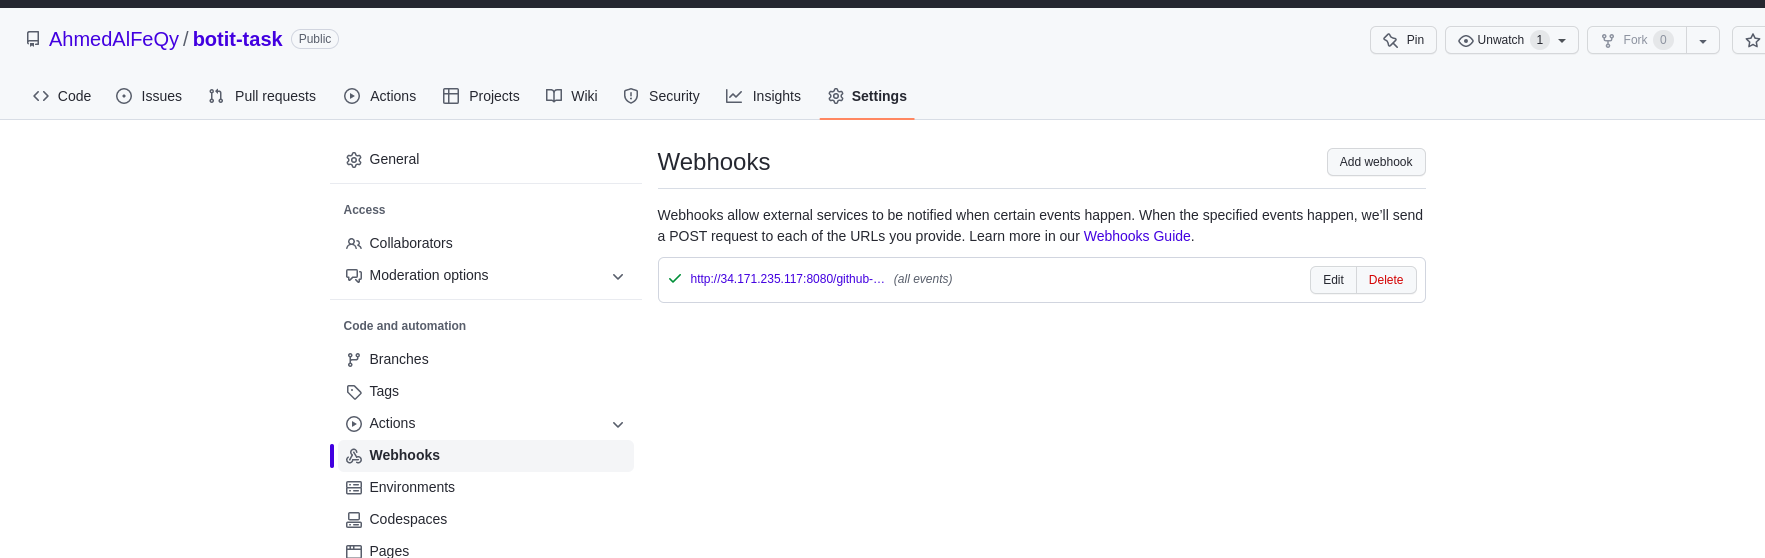 AhmedAlFeQy / botit-task Public
Pin Unwatch 1 Fork 0
Code Issues Pull requests Actions Projects Wiki Security Insights Settings
General
Access
Collaborators
Moderation options
Code and automation
Branches
Tags
Actions
Webhooks
Environments
Codespaces
Pages
Webhooks
Add webhook
Webhooks allow external services to be notified when certain events happen. When the specified events happen, we’ll send
a POST request to each of the URLs you provide. Learn more in our Webhooks Guide.
http://34.171.235.117:8080/github-… (all events)
Edit Delete